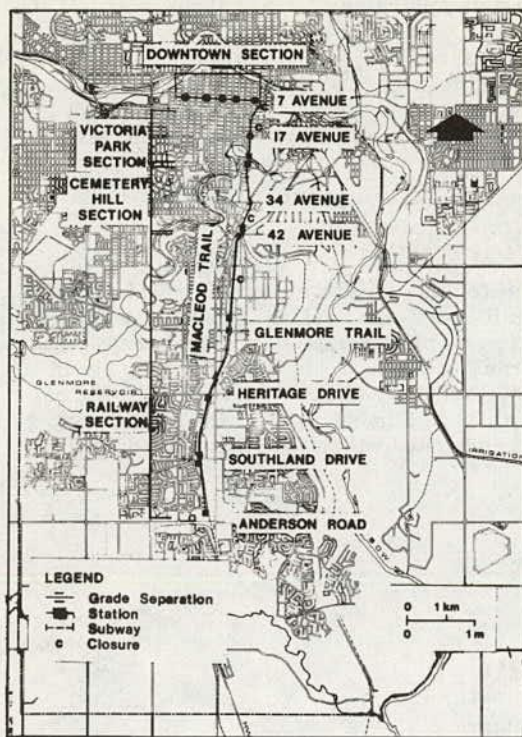 DOWNTOWN SECTION
7 AVENUE
VICTORIA
PARK
SECTION
17 AVENUE
CEMETERY
HILL
SECTION
34 AVENUE
C
42 AVENUE
MACLEOD TRAIL
GLENMORE TRAIL
GLENMORE
RESERVOIR
HERITAGE DRIVE
RAILWAY
SECTION
SOUTHLAND DRIVE
IRRIGATION
ANDERSON ROAD
BOW
LEGEND
Grade Separation
Station
Subway
C Closure
0 1 km
0 1 m